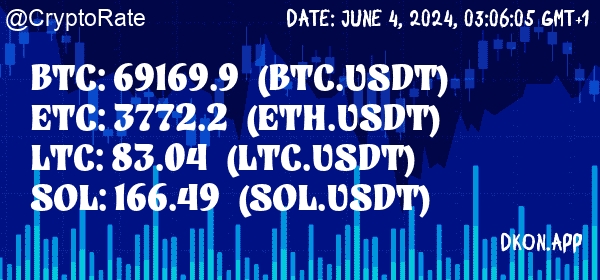 @CryptoRate
DATE: JUNE 4, 2024, 03:06:05 GMT+1
BTC: 69169.9 (BTC.USDT)
ETC: 3772.2 (ETH.USDT)
LTC: 83.04 (LTC.USDT)
SOL: 166.49 (SOL.USDT)
DKON.APP